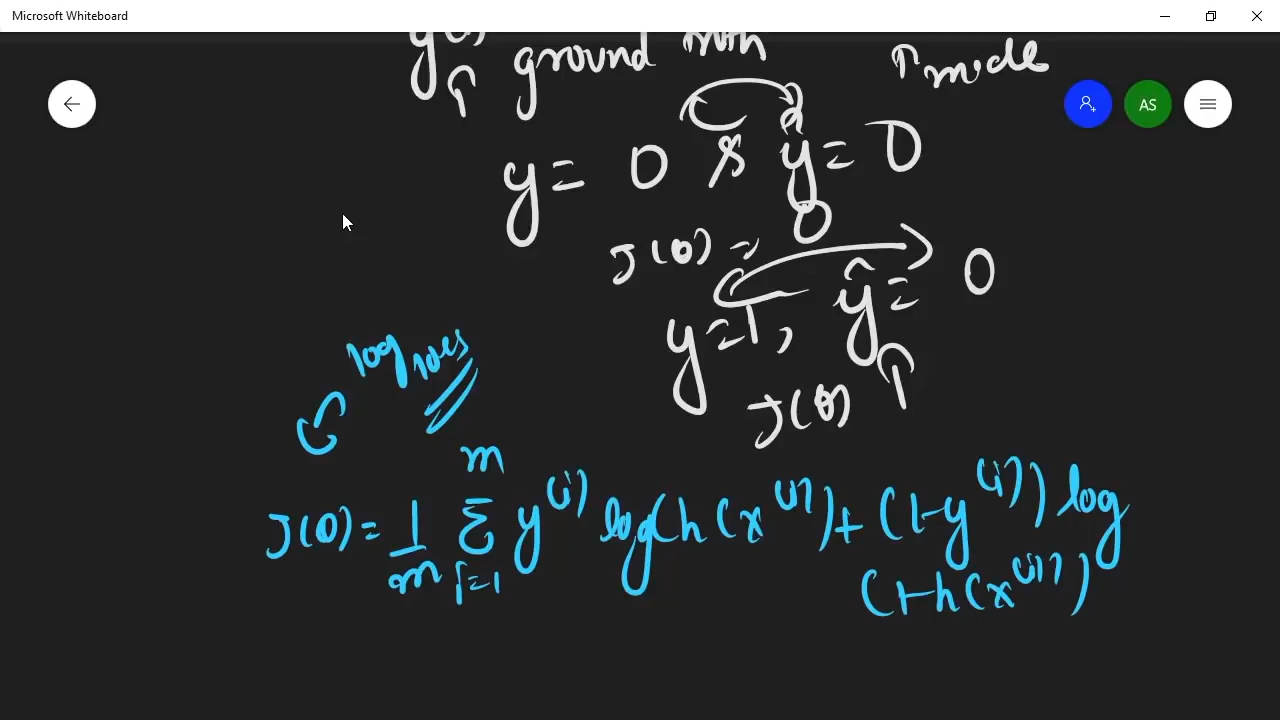 Microsoft Whiteboard
ground truth
↑ mode
AS
y = 0 & ŷ = 0
J(θ) = 0
y=1, ŷ = 0
J(θ) ↑
log loss
J(θ) = 1/m Σ_{i=1}^{m} y^{(i)} log(h(x^{(i)}) + (1-y^{(i)}) log
(1-h(x^{(i)})